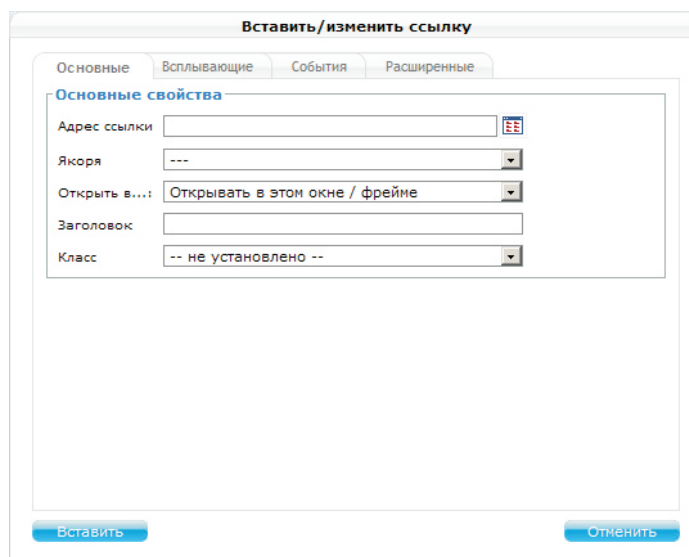 Вставить/изменить ссылку
Основные Всплывающие События Расширенные
Основные свойства
Адрес ссылки
Якоря ---
Открыть в...: Открывать в этом окне / фрейме
Заголовок
Класс -- не установлено --
Вставить Отменить